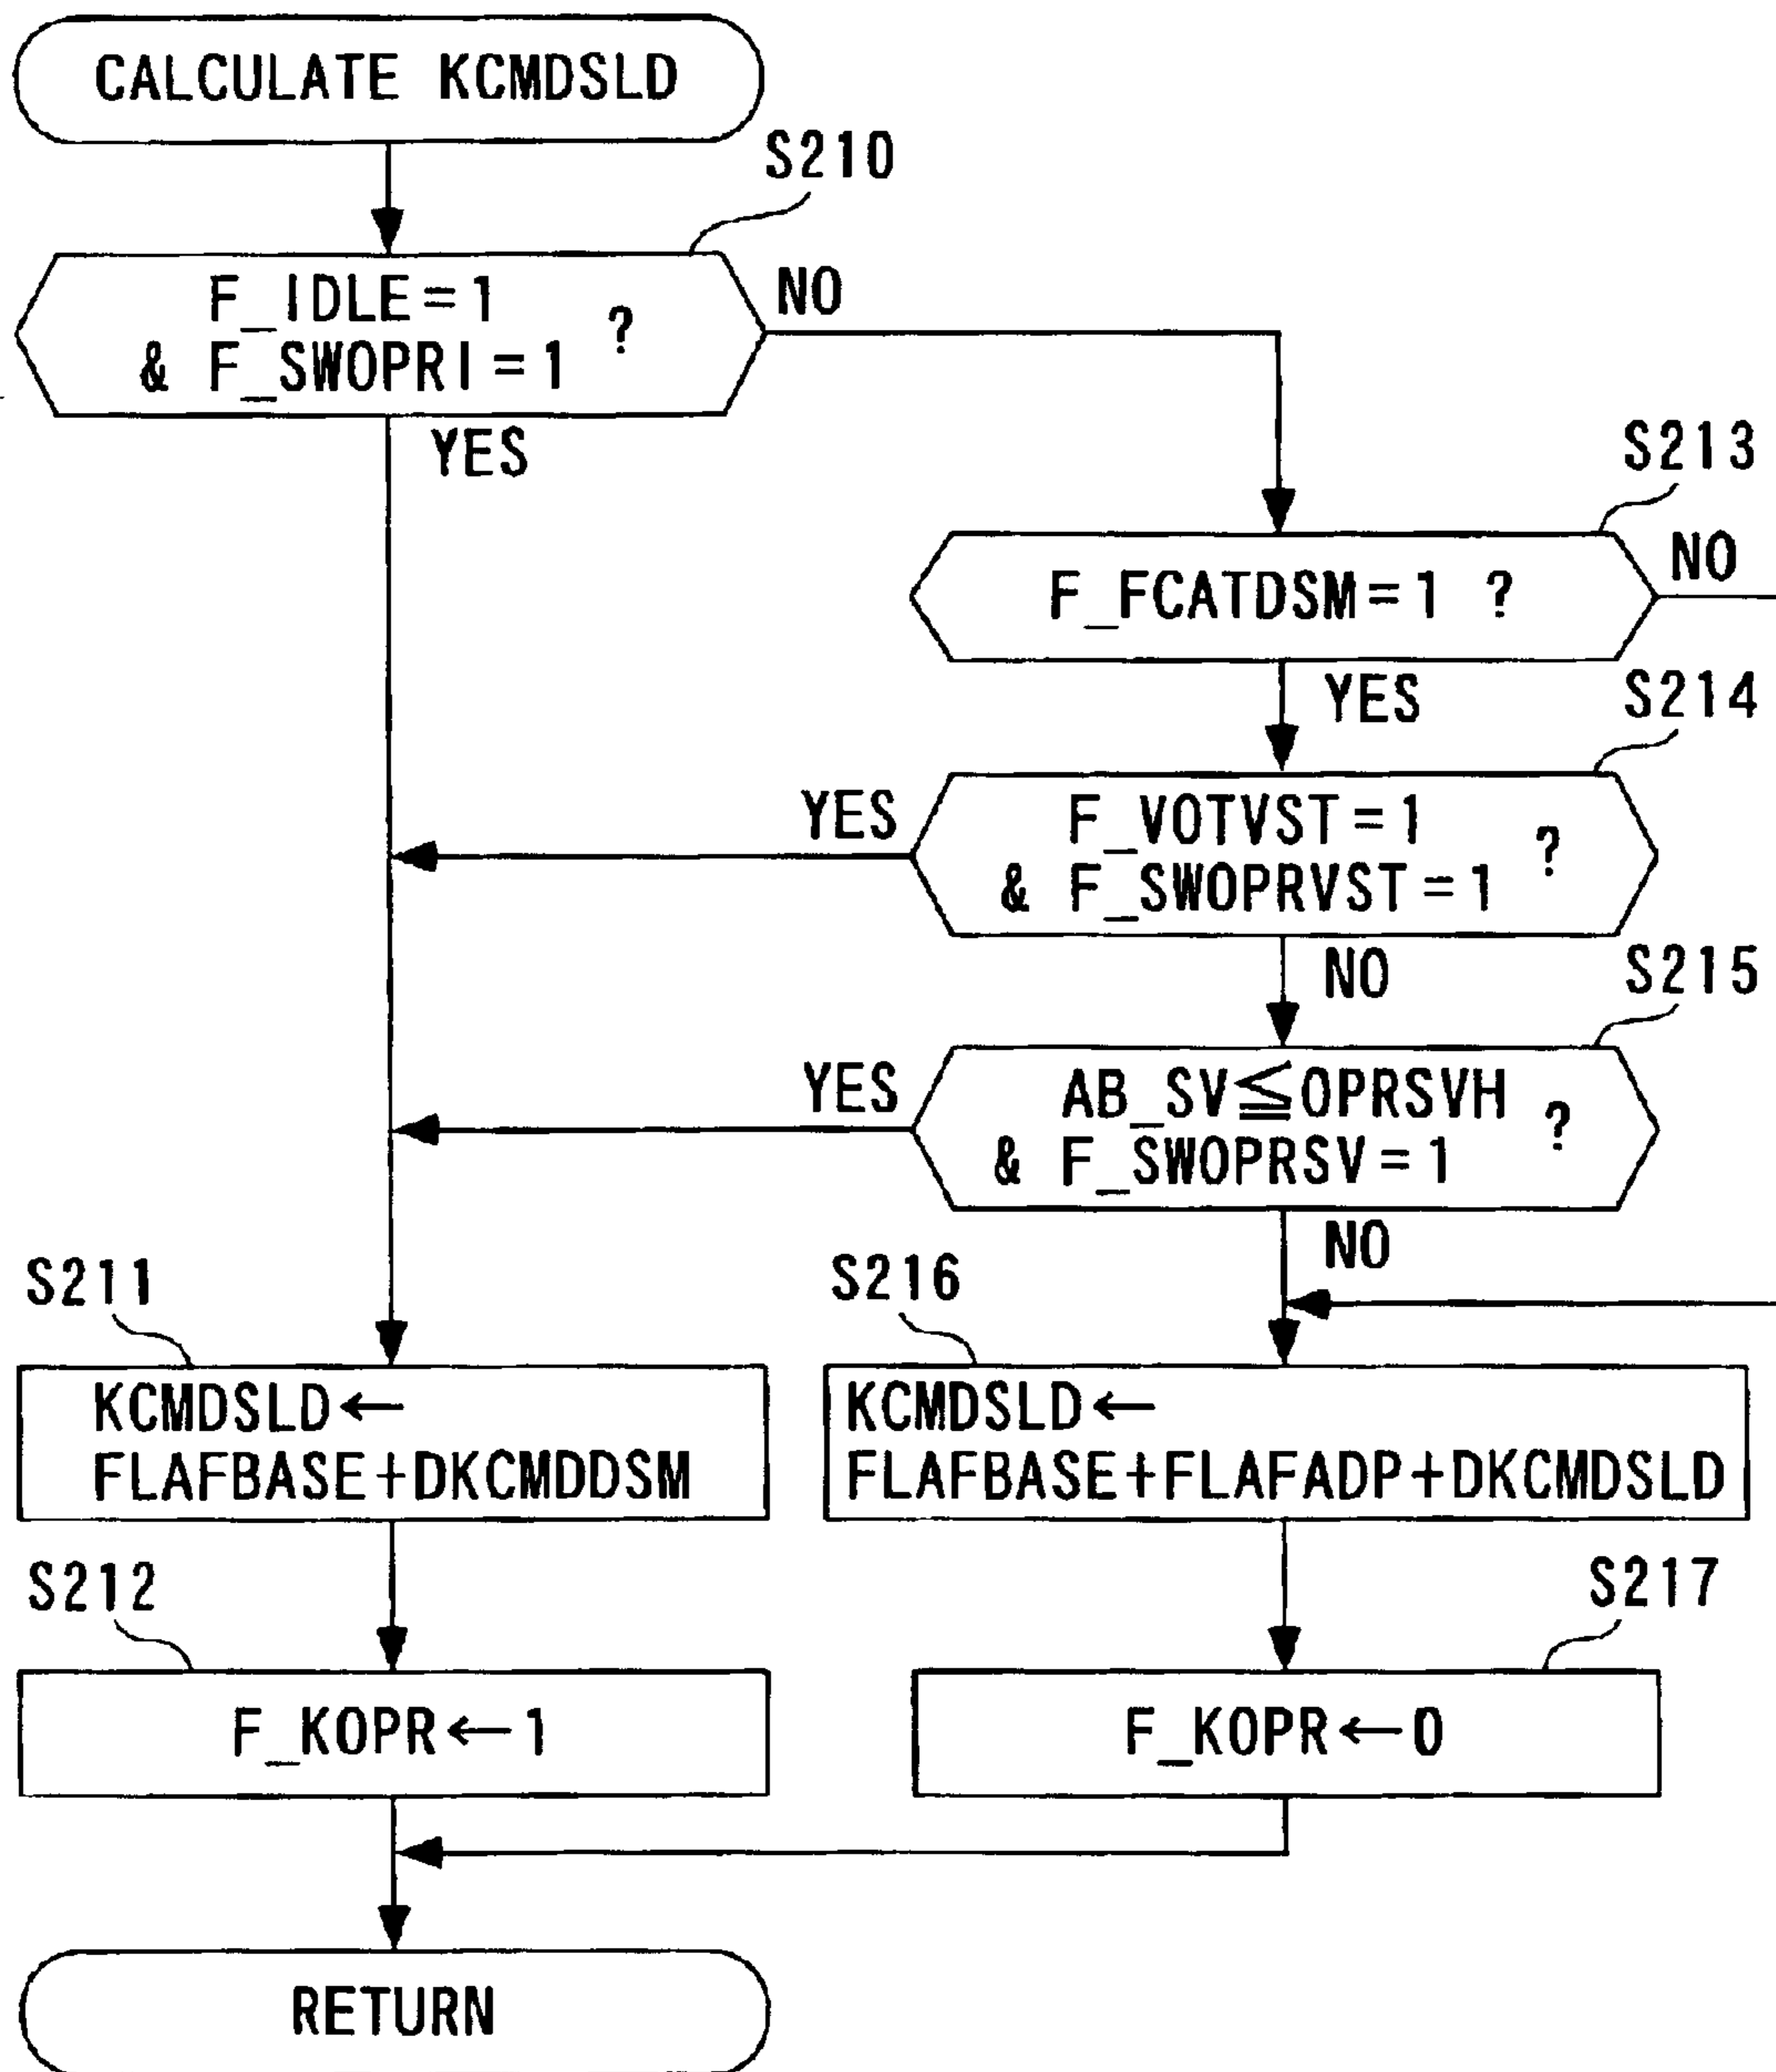 CALCULATE KCMDSLD
S210
F_IDLE=1
& F_SWOPRI=1 ?
NO
YES
S213
F_FCATDSM=1 ?
NO
YES
S214
F_VOTVST=1
& F_SWOPRVST=1 ?
YES
NO
S215
AB_SV≦OPRSVH
& F_SWOPRSV=1 ?
YES
NO
S211
KCMDSLD←
FLAFBASE+DKCMDDSM
S216
KCMDSLD←
FLAFBASE+FLAFADP+DKCMDSLD
S212
F_KOPR←1
S217
F_KOPR←0
RETURN